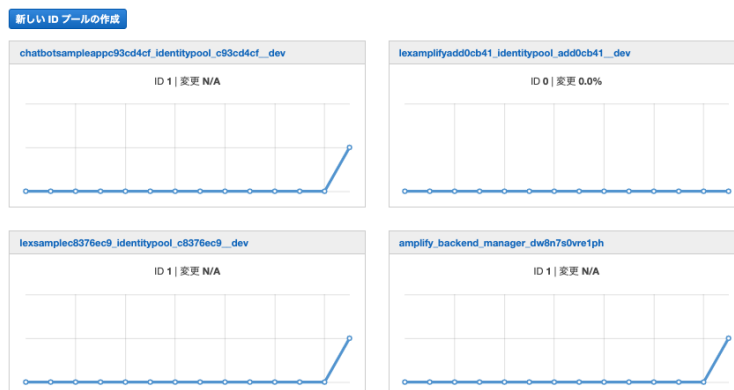 新しい ID プールの作成
chatbotsampleappc93cd4cf_identitypool_c93cd4cf__dev
ID 1 | 変更 N/A
lexamplifyadd0cb41_identitypool_add0cb41__dev
ID 0 | 変更 0.0%
lexsamplec8376ec9_identitypool_c8376ec9__dev
ID 1 | 変更 N/A
amplify_backend_manager_dw8n7s0vre1ph
ID 1 | 変更 N/A